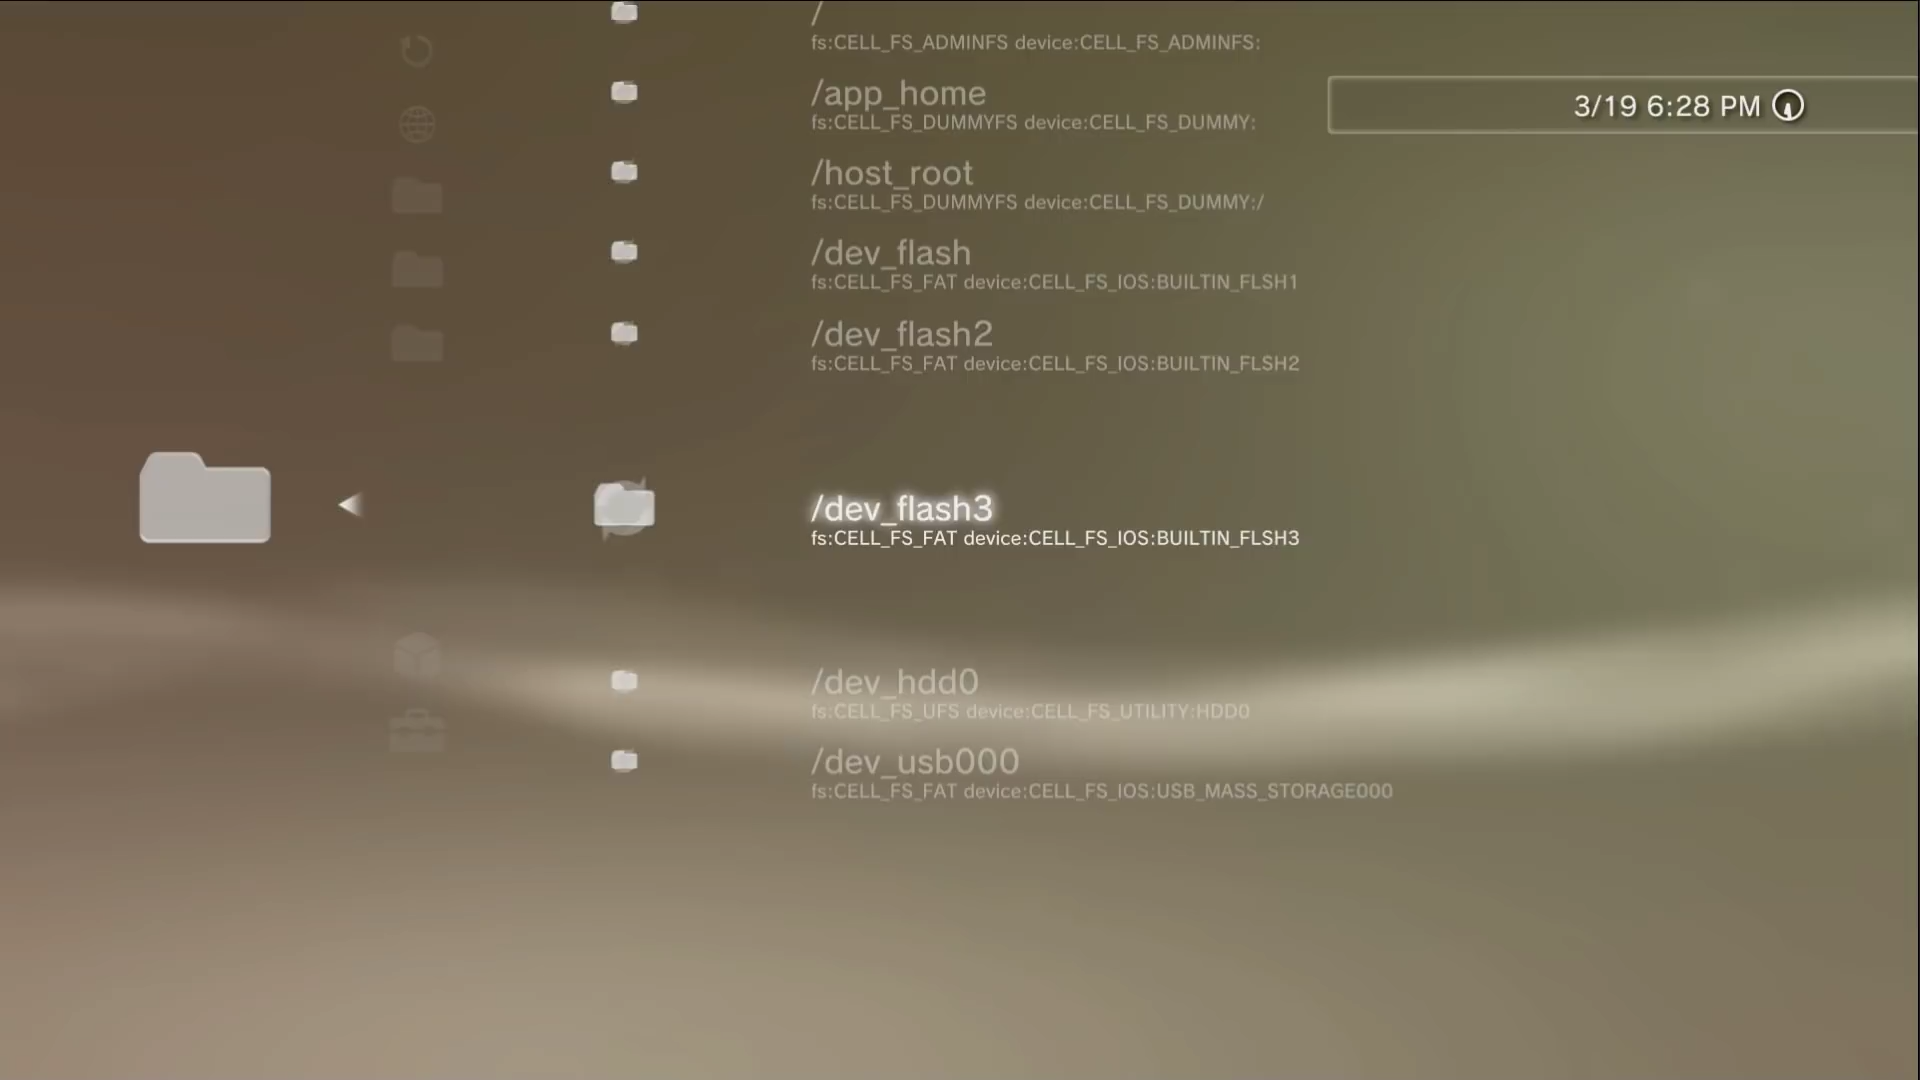 /
fs:CELL_FS_ADMINFS device:CELL_FS_ADMINFS:
/app_home
fs:CELL_FS_DUMMYFS device:CELL_FS_DUMMY:
3/19 6:28 PM
/host_root
fs:CELL_FS_DUMMYFS device:CELL_FS_DUMMY:/
/dev_flash
fs:CELL_FS_FAT device:CELL_FS_IOS:BUILTIN_FLSH1
/dev_flash2
fs:CELL_FS_FAT device:CELL_FS_IOS:BUILTIN_FLSH2
/dev_flash3
fs:CELL_FS_FAT device:CELL_FS_IOS:BUILTIN_FLSH3
/dev_hdd0
fs:CELL_FS_UFS device:CELL_FS_UTILITY:HDD0
/dev_usb000
fs:CELL_FS_FAT device:CELL_FS_IOS:USB_MASS_STORAGE000